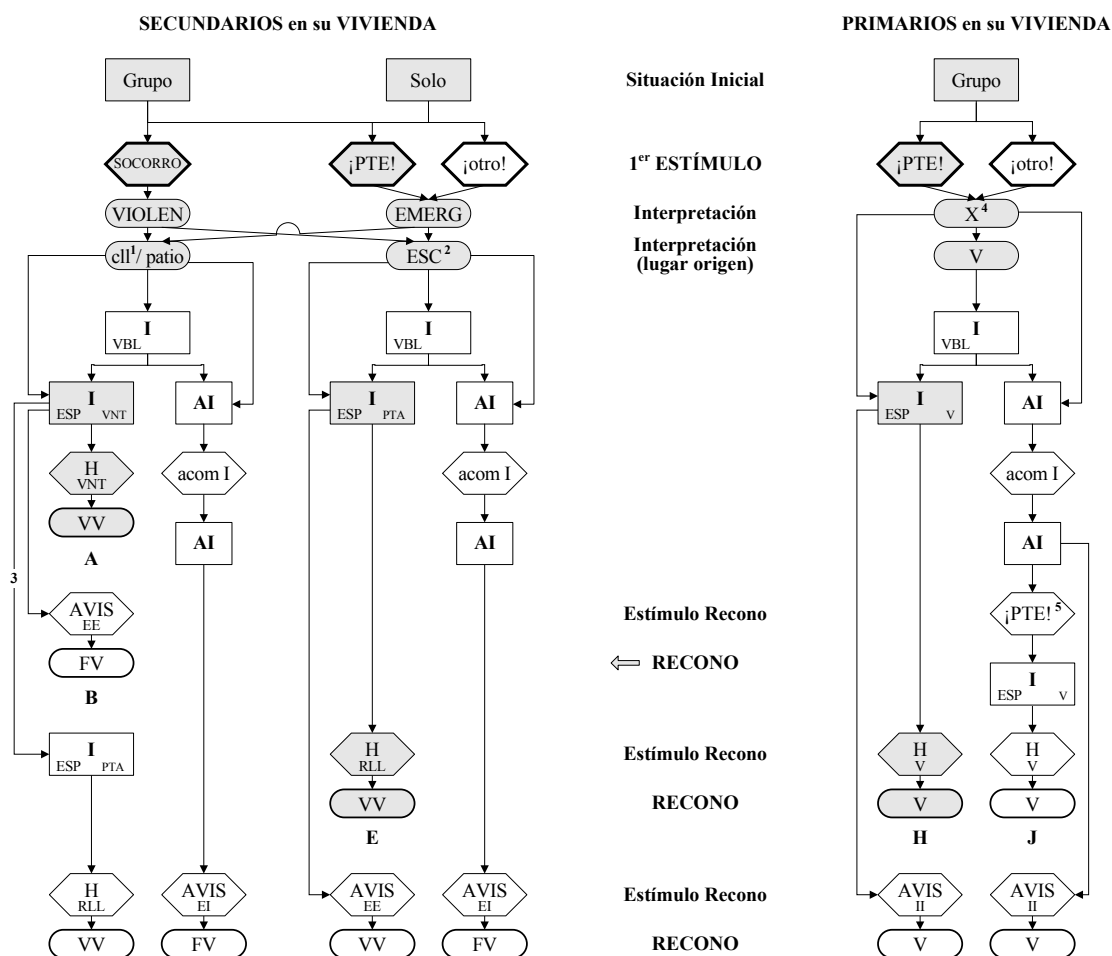 SECUNDARIOS en su VIVIENDA PRIMARIOS en su VIVIENDA
Grupo Solo Situación Inicial Grupo
SOCORRO ¡PTE! ¡otro! 1er ESTÍMULO ¡PTE! ¡otro!
VIOLEN EMERG Interpretación X4
cll1/ patio ESC2 Interpretación V
(lugar origen)
I I I
VBL VBL VBL
I AI I AI I AI
ESP VNT ESP PTA ESP V
H acom I acom I acom I
VNT
VV AI AI AI
A
3
AVIS Estímulo Recono ¡PTE!5
EE
FV RECONO I
B ESP V
I H Estímulo Recono H H
ESP PTA RLL V V
VV RECONO V V
E H J
H AVIS AVIS AVIS Estímulo Recono AVIS AVIS
RLL EI EE EI II II
VV FV VV FV RECONO V V